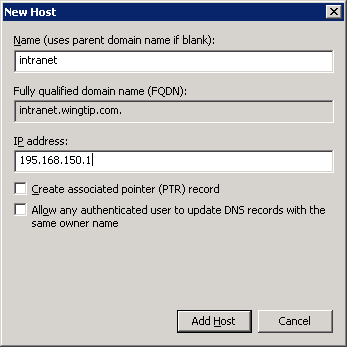 New Host
Name (uses parent domain name if blank):
intranet
Fully qualified domain name (FQDN):
intranet.wingtip.com.
IP address:
195.168.150.1
Create associated pointer (PTR) record
Allow any authenticated user to update DNS records with the
same owner name
Add Host
Cancel